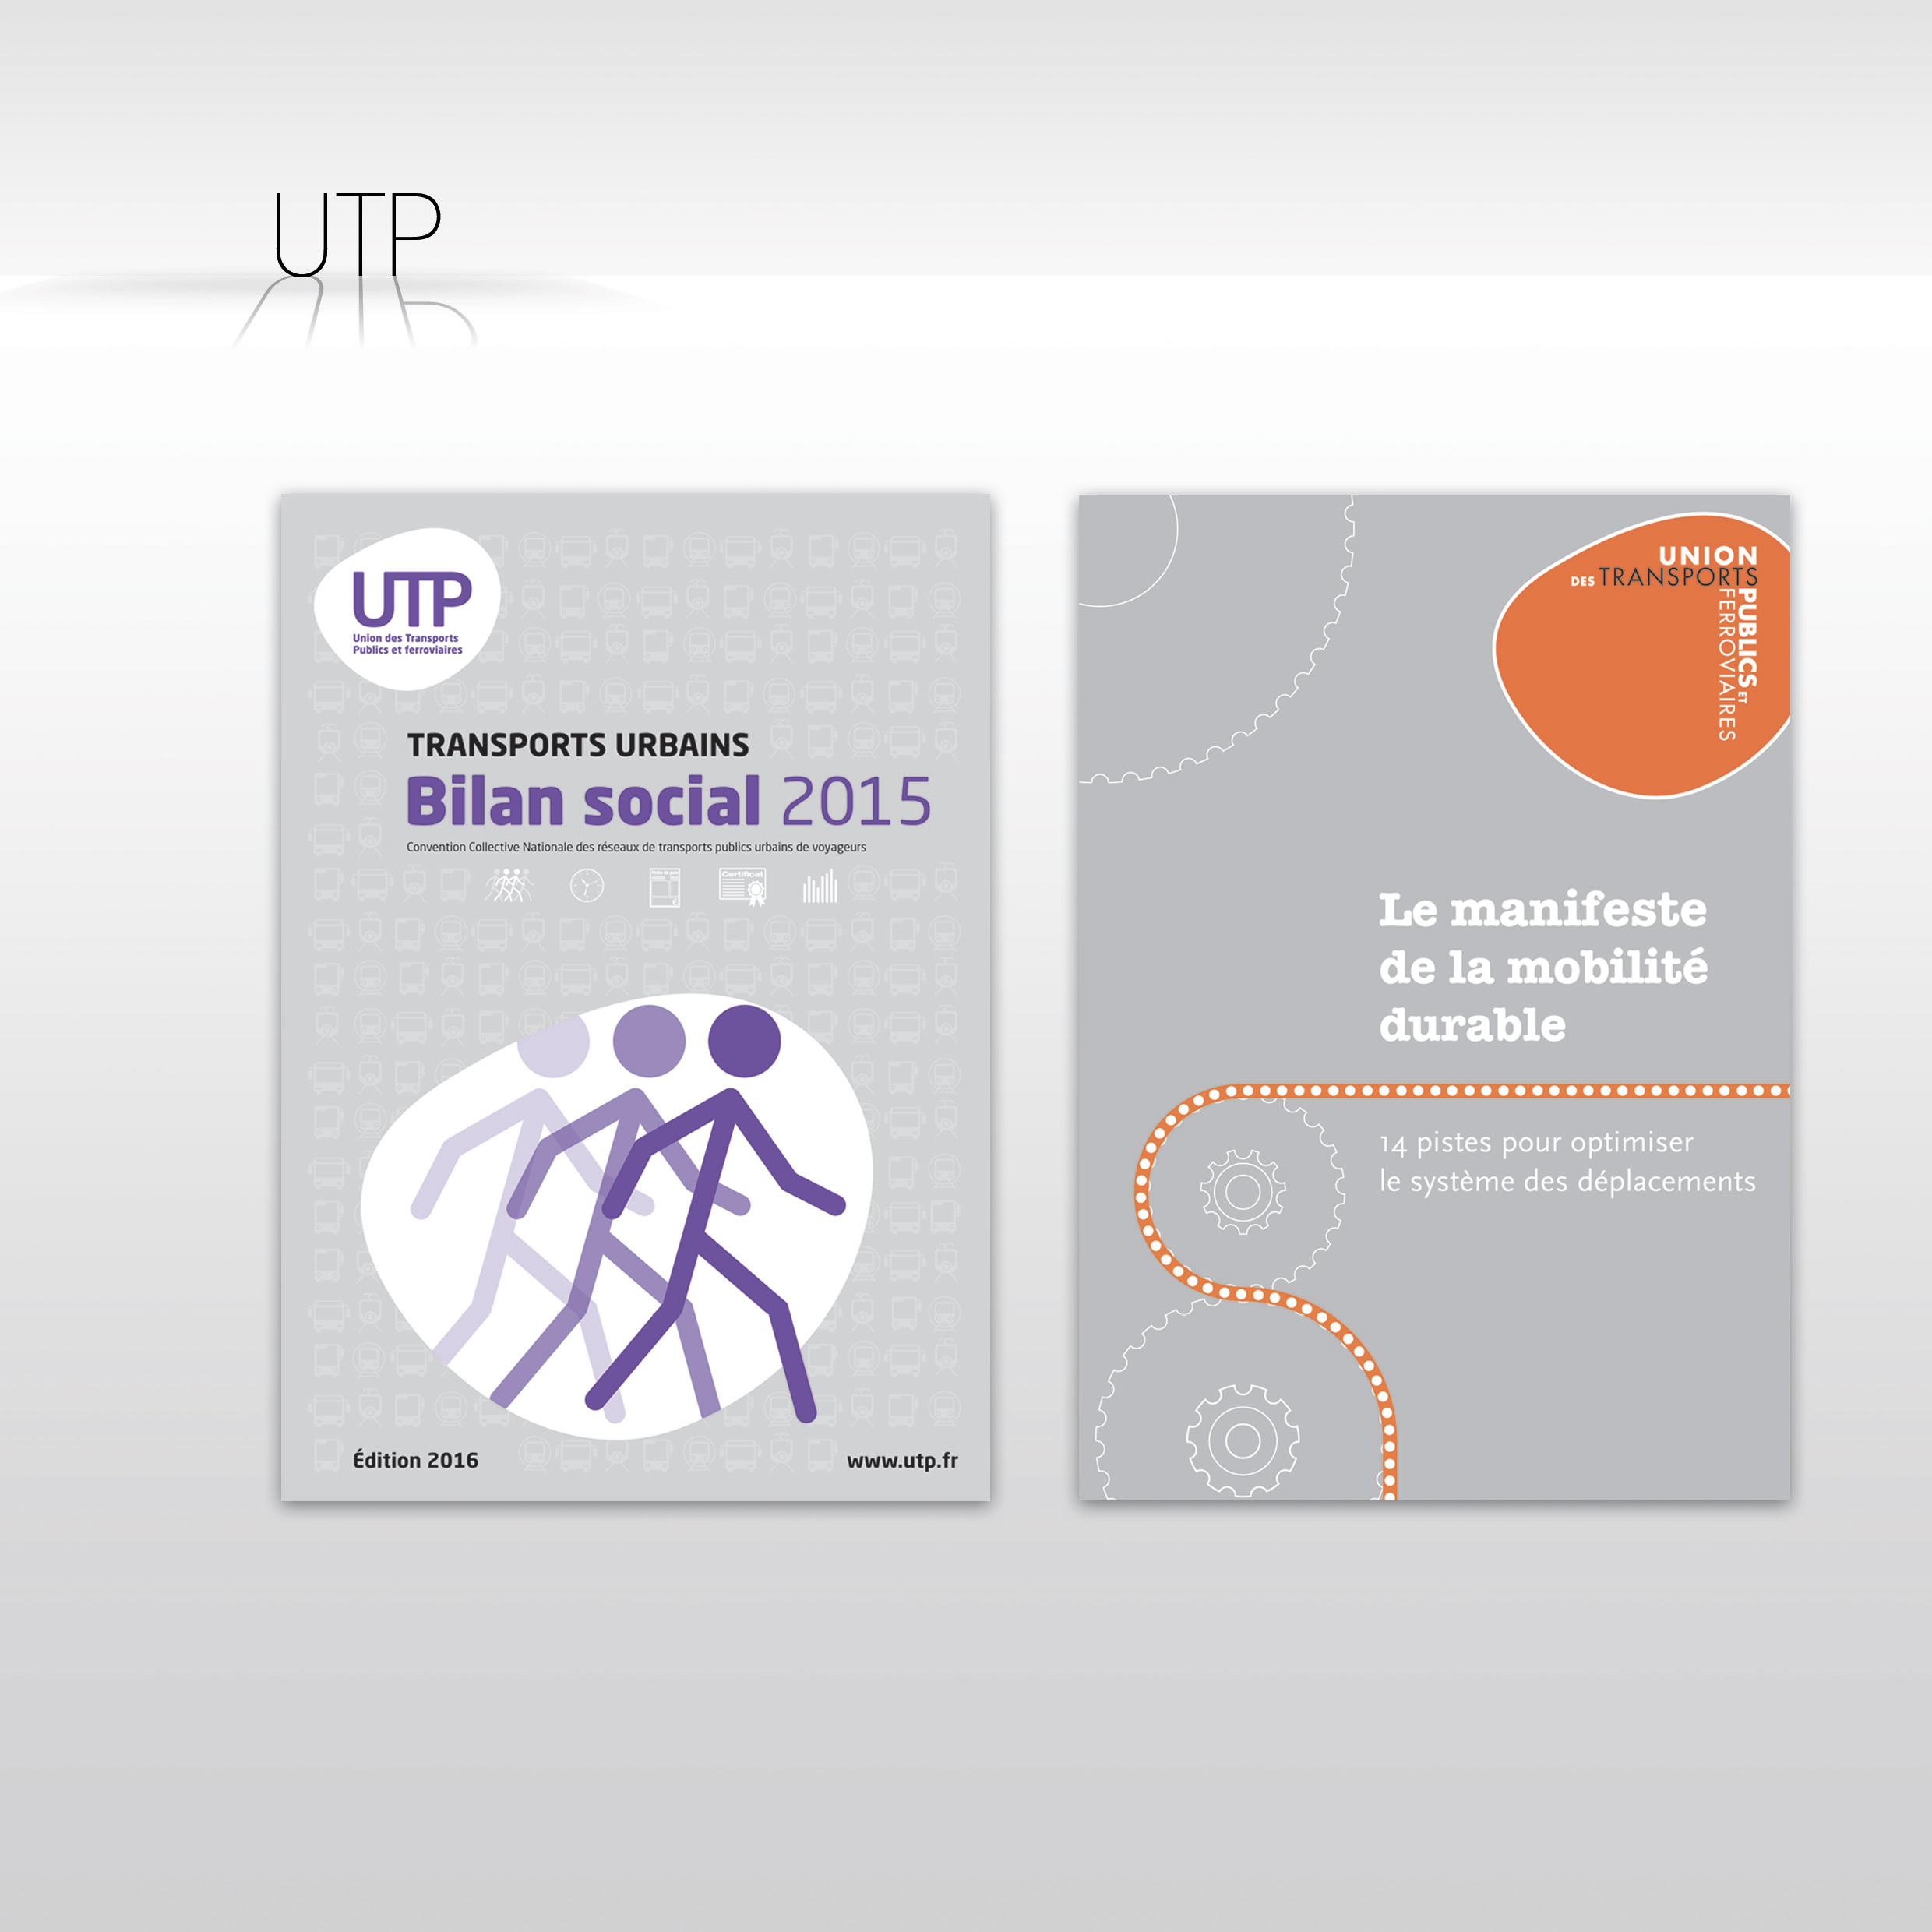 UTP
UTP
Union des Transports
Publics et ferroviaires
TRANSPORTS URBAINS
Bilan social 2015
Convention Collective Nationale des réseaux de transports publics urbains de voyageurs
Certificat
Édition 2016
www.utp.fr
UNION
DES TRANSPORTS
PUBLICS ET
FERROVIAIRES
Le manifeste
de la mobilité
durable
14 pistes pour optimiser
le système des déplacements